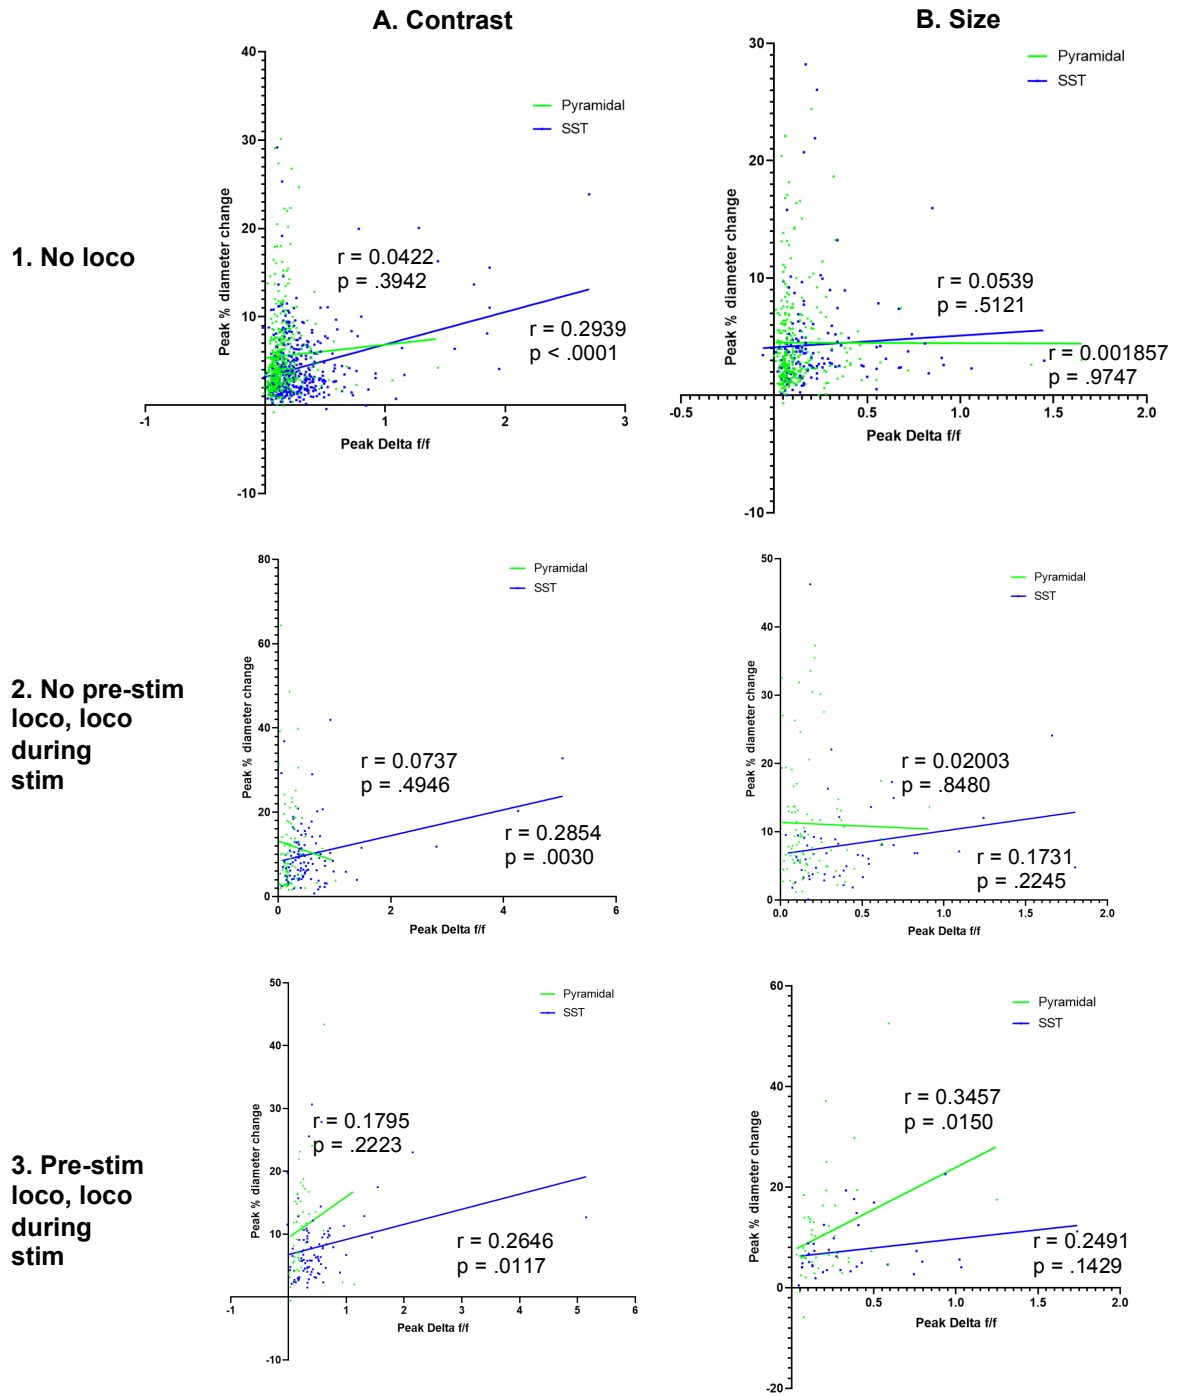 A. Contrast
B. Size
1. No loco
40
30
20
10
-10
-1
1
2
3
Peak % diameter change
Peak Delta f/f
Pyramidal
SST
r = 0.0422
p = .3942
r = 0.2939
p < .0001
30
20
10
-10
-0.5
0.5
1.0
1.5
2.0
Peak % diameter change
Peak Delta f/f
Pyramidal
SST
r = 0.0539
p = .5121
r = 0.001857
p = .9747
2. No pre-stim
loco, loco
during
stim
80
60
40
20
0
0
2
4
6
Peak % diameter change
Peak Delta f/f
Pyramidal
SST
r = 0.0737
p = .4946
r = 0.2854
p = .0030
50
40
30
20
10
0
0.0
0.5
1.0
1.5
2.0
Peak % diameter change
Peak Delta f/f
Pyramidal
SST
r = 0.02003
p = .8480
r = 0.1731
p = .2245
3. Pre-stim
loco, loco
during
stim
50
40
30
20
10
-10
-1
1
2
3
4
5
6
Peak % diameter change
Peak Delta f/f
Pyramidal
SST
r = 0.1795
p = .2223
r = 0.2646
p = .0117
60
40
20
0
-20
0.5
1.0
1.5
2.0
Peak % diameter change
Peak Delta f/f
Pyramidal
SST
r = 0.3457
p = .0150
r = 0.2491
p = .1429